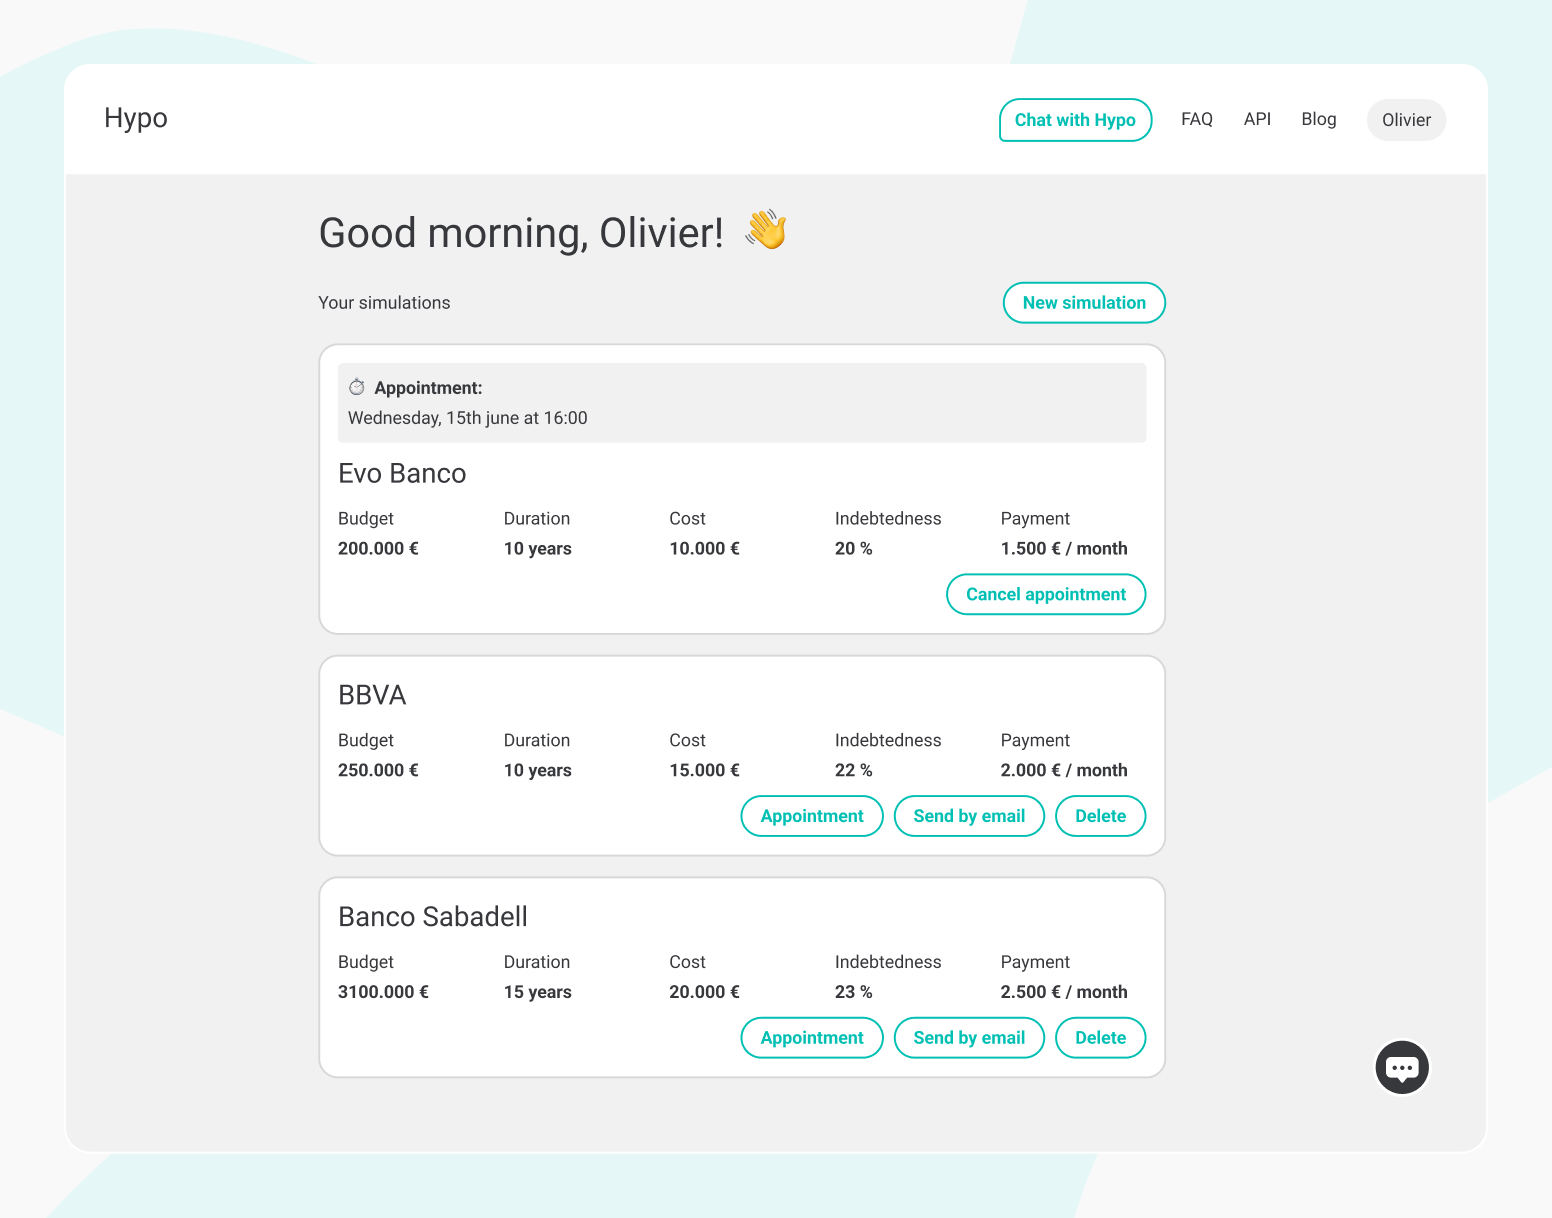 Hypo
Chat with Hypo FAQ API Blog Olivier
Good morning, Olivier! 👋
Your simulations New simulation
Appointment:
Wednesday, 15th june at 16:00
Evo Banco
Budget Duration Cost Indebtedness Payment
200.000 € 10 years 10.000 € 20 % 1.500 € / month
Cancel appointment
BBVA
Budget Duration Cost Indebtedness Payment
250.000 € 10 years 15.000 € 22 % 2.000 € / month
Appointment Send by email Delete
Banco Sabadell
Budget Duration Cost Indebtedness Payment
3100.000 € 15 years 20.000 € 23 % 2.500 € / month
Appointment Send by email Delete